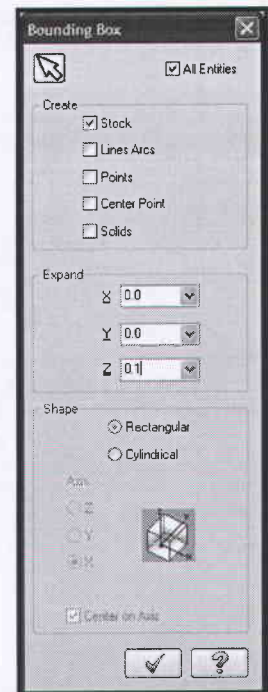 Bounding Box
All Entities
Create
Stock
Lines Arcs
Points
Center Point
Solids
Expand
X 0.0
Y 0.0
Z 0.1
Shape
Rectangular
Cylindrical
Axis
Z
Y
X
Center on Axis
?